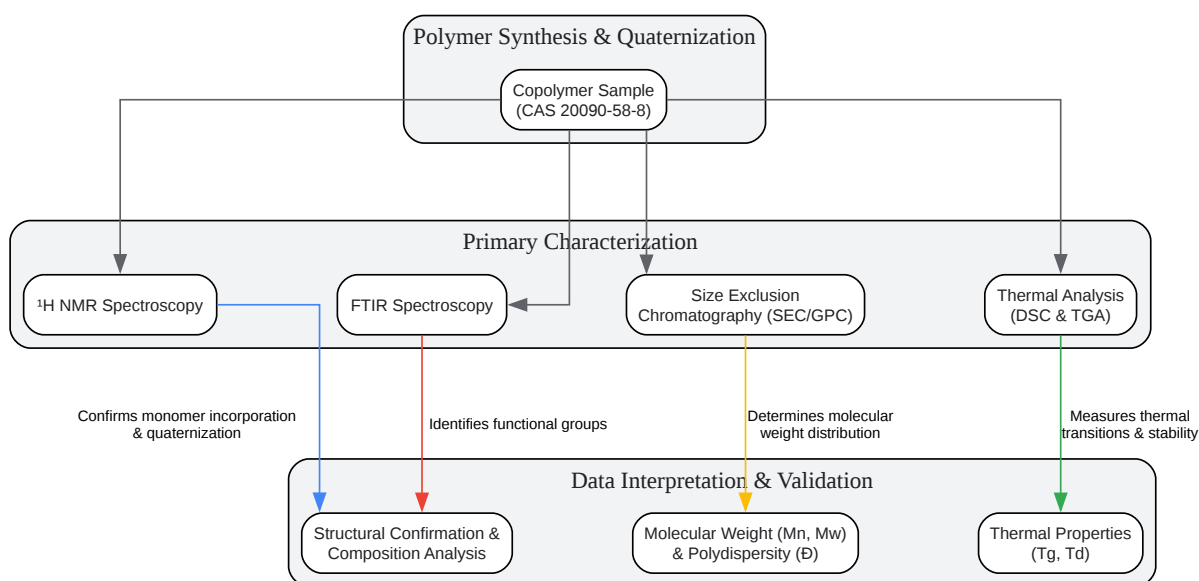 Polymer Synthesis & Quaternization
Copolymer Sample
(CAS 20090-58-8)
Primary Characterization
¹H NMR Spectroscopy
FTIR Spectroscopy
Size Exclusion
Chromatography (SEC/GPC)
Thermal Analysis
(DSC & TGA)
Confirms monomer incorporation
& quaternization
Identifies functional groups
Determines molecular
weight distribution
Measures thermal
transitions & stability
Data Interpretation & Validation
Structural Confirmation &
Composition Analysis
Molecular Weight (Mn, Mw)
& Polydispersity (Đ)
Thermal Properties
(Tg, Td)